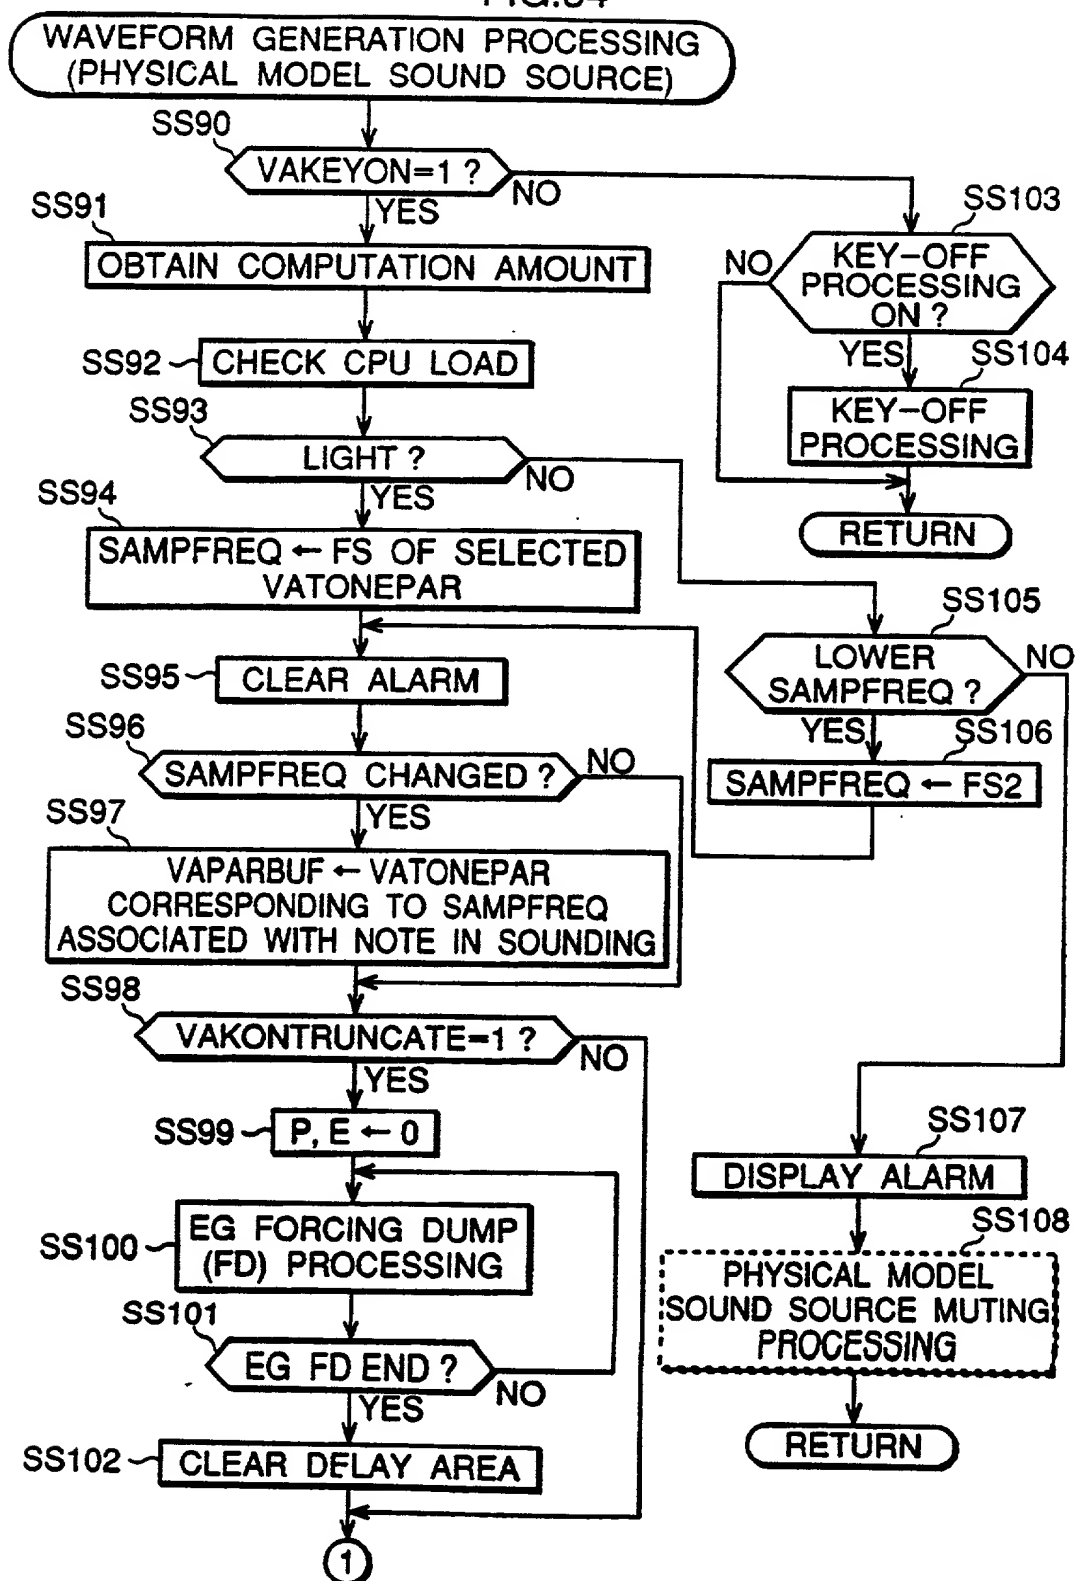 WAVEFORM GENERATION PROCESSING
(PHYSICAL MODEL SOUND SOURCE)
SS90
VAKEYON=1 ?
NO
YES
SS91
OBTAIN COMPUTATION AMOUNT
SS92
CHECK CPU LOAD
SS93
LIGHT ?
NO
YES
SS94
SAMPFREQ ← FS OF SELECTED
VATONEPAR
SS95
CLEAR ALARM
SS96
SAMPFREQ CHANGED ?
NO
YES
SS97
VAPARBUF ← VATONEPAR
CORRESPONDING TO SAMPFREQ
ASSOCIATED WITH NOTE IN SOUNDING
SS98
VAKONTRUNCATE=1 ?
NO
YES
SS99
P, E ← 0
SS100
EG FORCING DUMP
(FD) PROCESSING
SS101
EG FD END ?
NO
YES
SS102
CLEAR DELAY AREA
1
SS103
NO
KEY-OFF
PROCESSING
ON ?
YES
SS104
KEY-OFF
PROCESSING
RETURN
SS105
LOWER
SAMPFREQ ?
NO
YES
SS106
SAMPFREQ ← FS2
SS107
DISPLAY ALARM
SS108
PHYSICAL MODEL
SOUND SOURCE MUTING
PROCESSING
RETURN